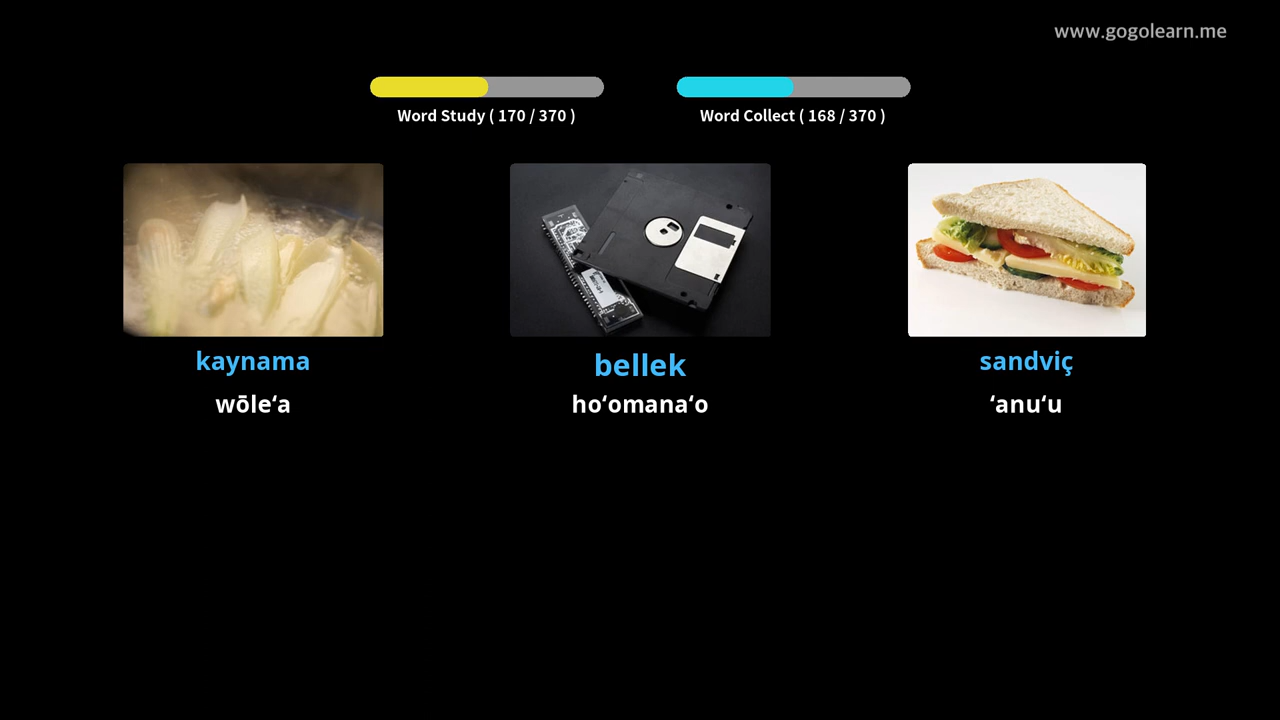 www.gogolearn.me
Word Study ( 170 / 370 )
Word Collect ( 168 / 370 )
kaynama
bellek
sandviç
wōleʻa
hoʻomanaʻo
ʻanuʻu